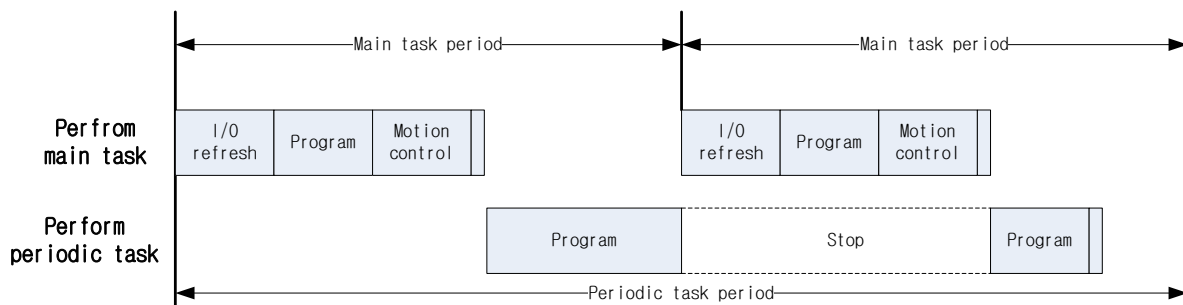 Main task period
Main task period
Perfrom
main task
I/O
refresh
Program
Motion
control
I/O
refresh
Program
Motion
control
Perform
periodic task
Program
Stop
Program
Periodic task period